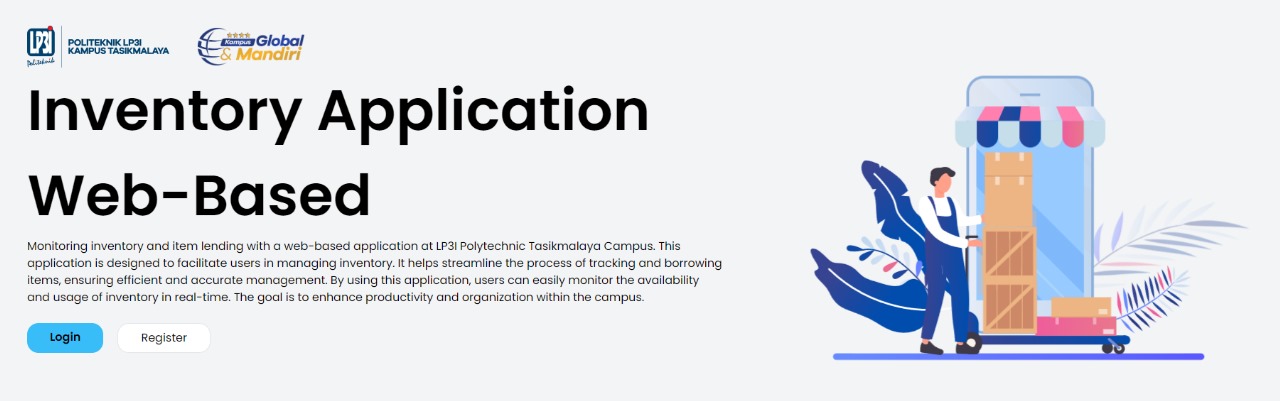 LP3I
Politeknik
POLITEKNIK LP3I
KAMPUS TASIKMALAYA
Kampus Global
& Mandiri
Inventory Application
Web-Based
Monitoring inventory and item lending with a web-based application at LP3I Polytechnic Tasikmalaya Campus. This
application is designed to facilitate users in managing inventory. It helps streamline the process of tracking and borrowing
items, ensuring efficient and accurate management. By using this application, users can easily monitor the availability
and usage of inventory in real-time. The goal is to enhance productivity and organization within the campus.
Login
Register